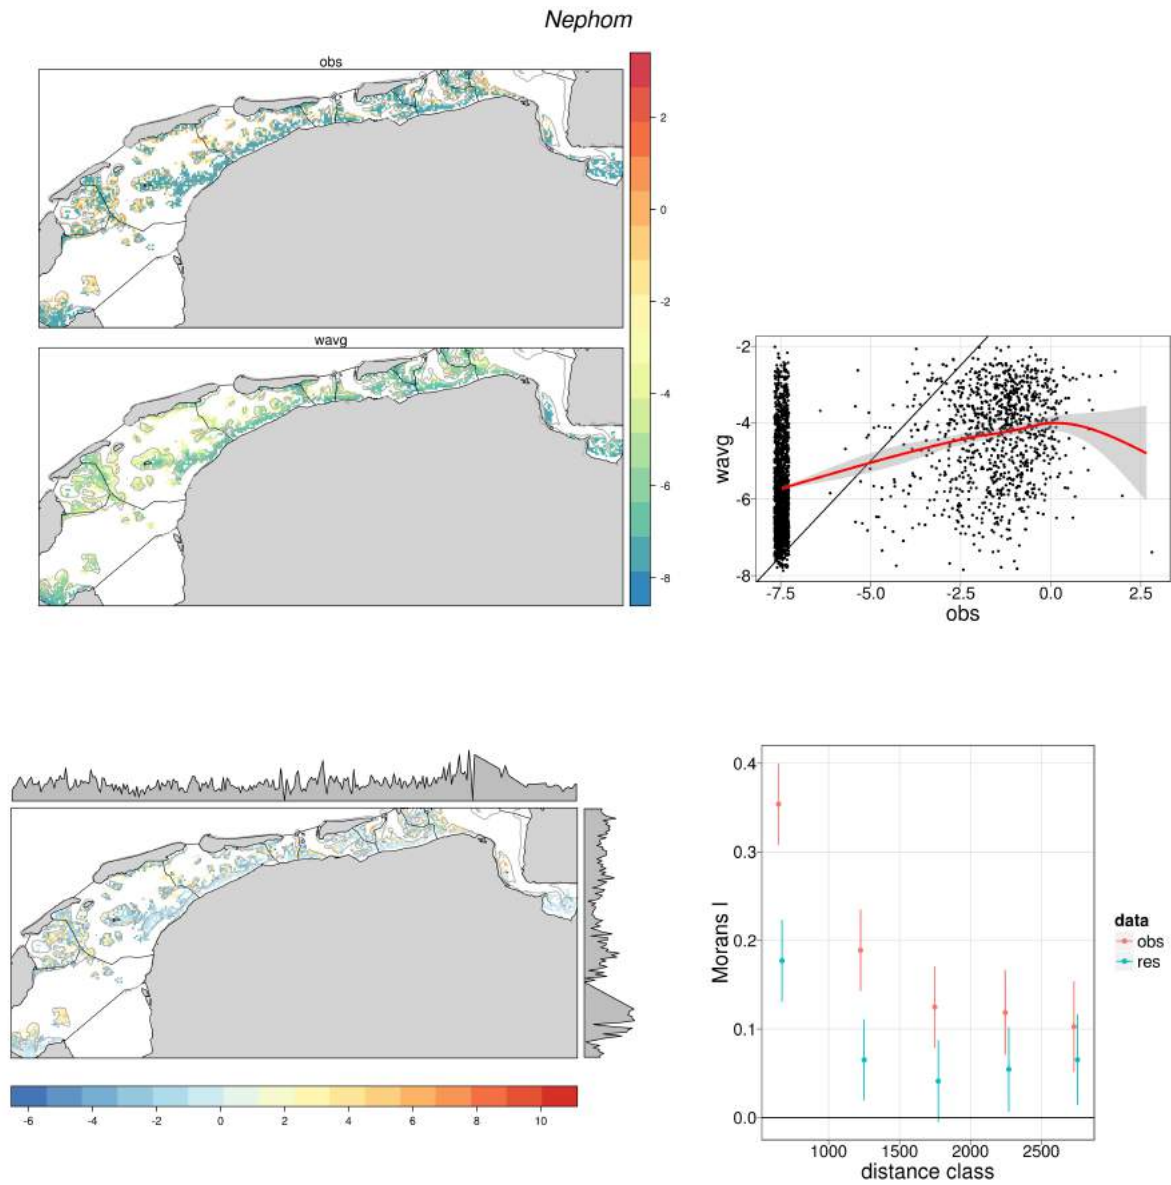 Nephom
obs
2
0
-2
-4
-6
-8
wavg
-2
-4
-6
-8
wavg
-7.5 -5.0 -2.5 0.0 2.5
obs
-6 -4 -2 0 2 4 6 8 10
0.4
0.3
0.2
0.1
0.0
Morans I
1000 1500 2000 2500
distance class
data
obs
res